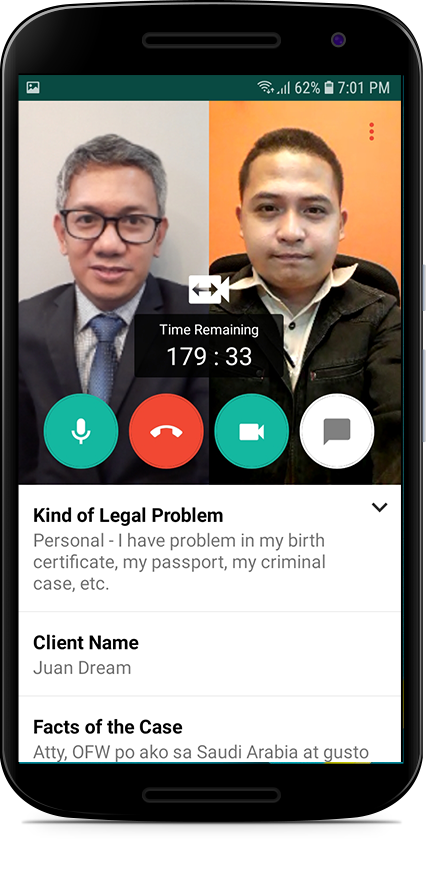 62% 7:01 PM
Time Remaining
179 : 33
Kind of Legal Problem
Personal - I have problem in my birth
certificate, my passport, my criminal
case, etc.
Client Name
Juan Dream
Facts of the Case
Atty, OFW po ako sa Saudi Arabia at gusto